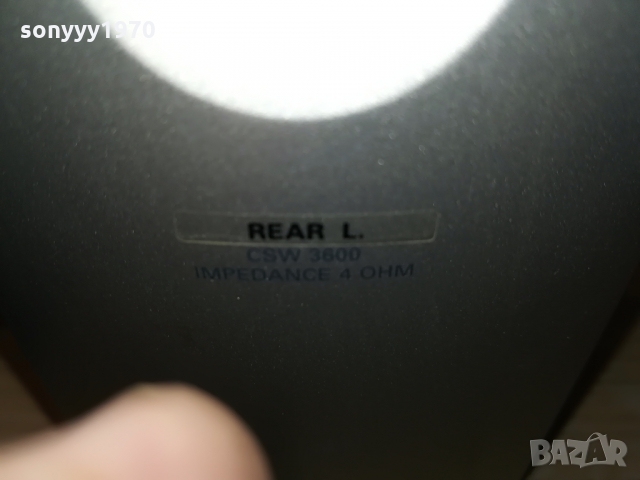 sonyyy1970
REAR L.
CSW 3600
IMPEDANCE 4 OHM
BAZAR